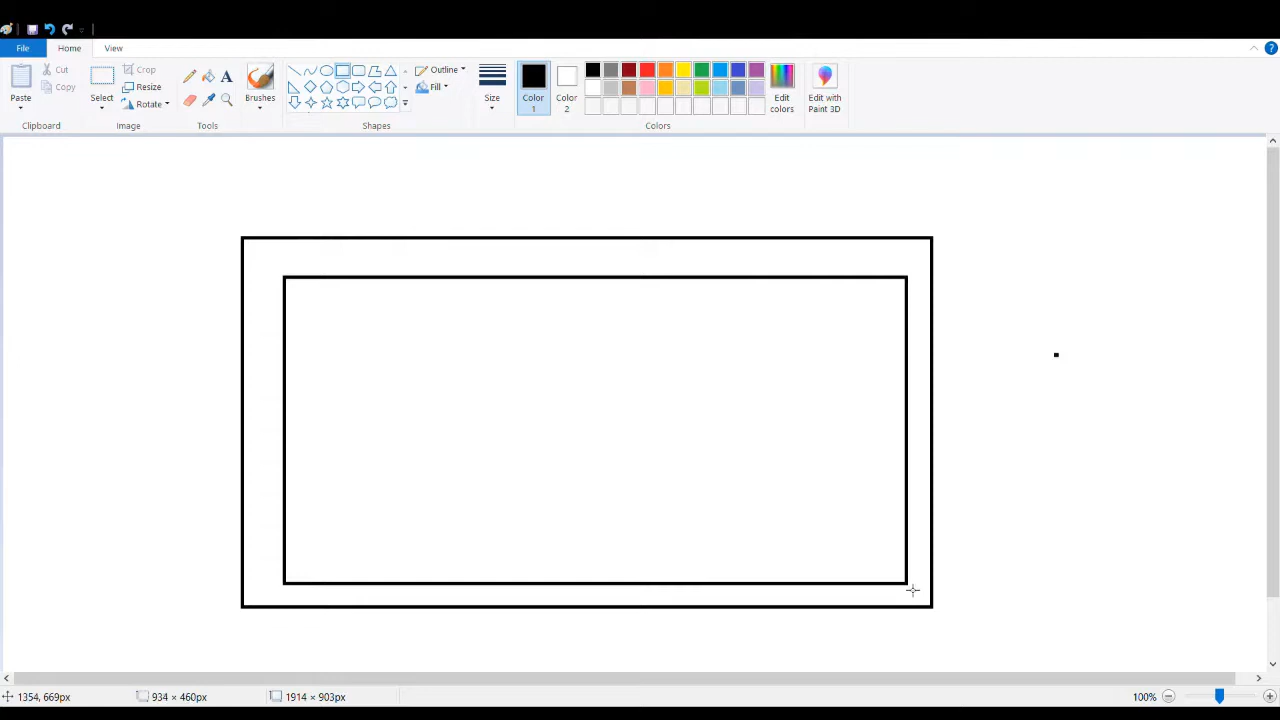 File Home View
Paste
Cut
Copy
Clipboard
Select
Crop
Resize
Rotate
Image
A
Tools
Brushes
Outline
Fill
Shapes
Size
Color
1
Color
2
Edit
colors
Colors
Edit with
Paint 3D
?
1354, 669px 934 × 460px 1914 × 903px 100%